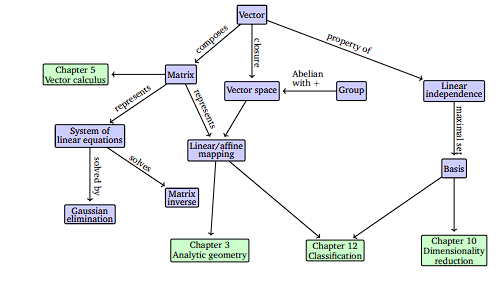 Vector
composes
closure
property of
Chapter 5
Vector calculus
Matrix
Abelian
with +
Vector space
Group
Linear
independence
represents
represents
maximal set
System of
linear equations
Linear/affine
mapping
solved by
solves
Basis
Matrix
inverse
Gaussian
elimination
Chapter 3
Analytic geometry
Chapter 12
Classification
Chapter 10
Dimensionality
reduction